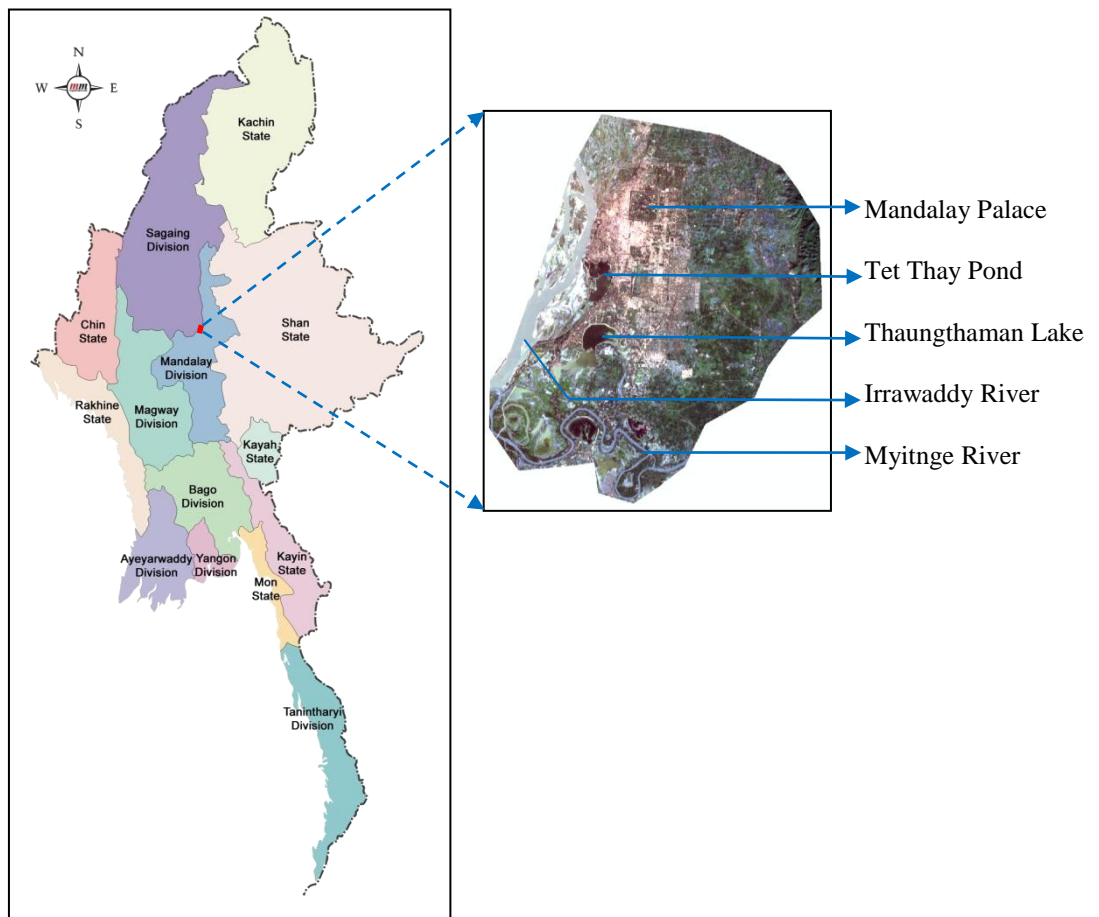 N
W
mm
E
S
Kachin
State
Sagaing
Division
Chin
State
Shan
State
Mandalay
Division
Rakhine
State
Magway
Division
Kayah
State
Bago
Division
Ayeyarwaddy
Division
Yangon
Division
Kayin
State
Mon
State
Tanintharyi
Division
Mandalay Palace
Tet Thay Pond
Thaungthaman Lake
Irrawaddy River
Myitnge River